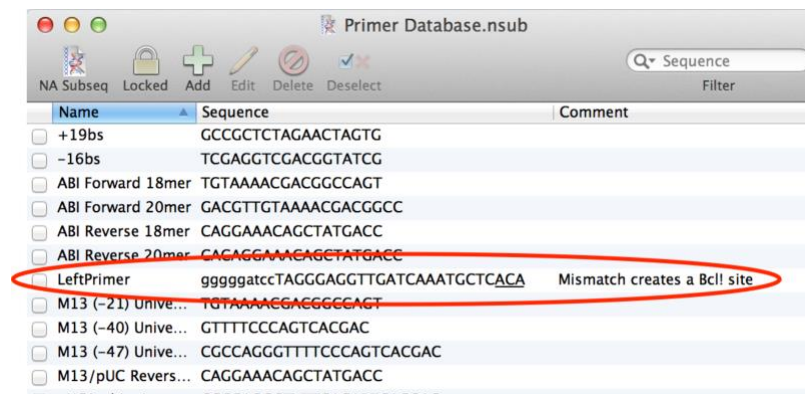 Primer Database.nsub
NA Subseq Locked Add Edit Delete Deselect
Sequence
Filter
Name Sequence Comment
+19bs GCCGCTCTAGAACTAGTG
-16bs TCGAGGTCGACGGTATCG
ABI Forward 18mer TGTAAAACGACGGCCAGT
ABI Forward 20mer GACGTTGTAAAACGACGGCC
ABI Reverse 18mer CAGGAAACAGCTATGACC
ABI Reverse 20mer CACAGGAAACAGCTATGACC
LeftPrimer gggggatccTAGGGAGGTTGATCAAATGCTCACA Mismatch creates a Bcl! site
M13 (-21) Unive... TGTAAAACGACGGCCAGT
M13 (-40) Unive... GTTTTCCCAGTCACGAC
M13 (-47) Unive... CGCCAGGGTTTTCCCAGTCACGAC
M13/pUC Revers... CAGGAAACAGCTATGACC